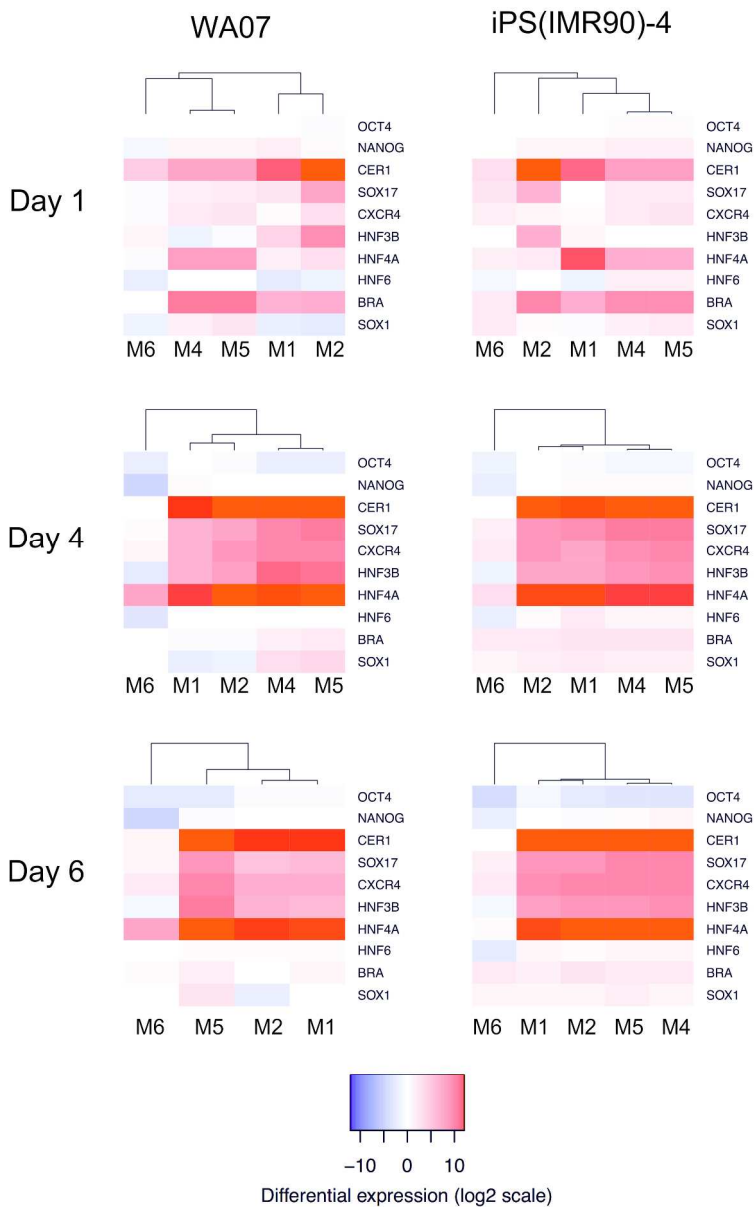 WA07 iPS(IMR90)-4
Day 1
OCT4
NANOG
CER1
SOX17
CXCR4
HNF3B
HNF4A
HNF6
BRA
SOX1
M6 M4 M5 M1 M2
OCT4
NANOG
CER1
SOX17
CXCR4
HNF3B
HNF4A
HNF6
BRA
SOX1
M6 M2 M1 M4 M5
Day 4
OCT4
NANOG
CER1
SOX17
CXCR4
HNF3B
HNF4A
HNF6
BRA
SOX1
M6 M1 M2 M4 M5
OCT4
NANOG
CER1
SOX17
CXCR4
HNF3B
HNF4A
HNF6
BRA
SOX1
M6 M2 M1 M4 M5
Day 6
OCT4
NANOG
CER1
SOX17
CXCR4
HNF3B
HNF4A
HNF6
BRA
SOX1
M6 M5 M2 M1
OCT4
NANOG
CER1
SOX17
CXCR4
HNF3B
HNF4A
HNF6
BRA
SOX1
M6 M1 M2 M5 M4
−10 0 10
Differential expression (log2 scale)